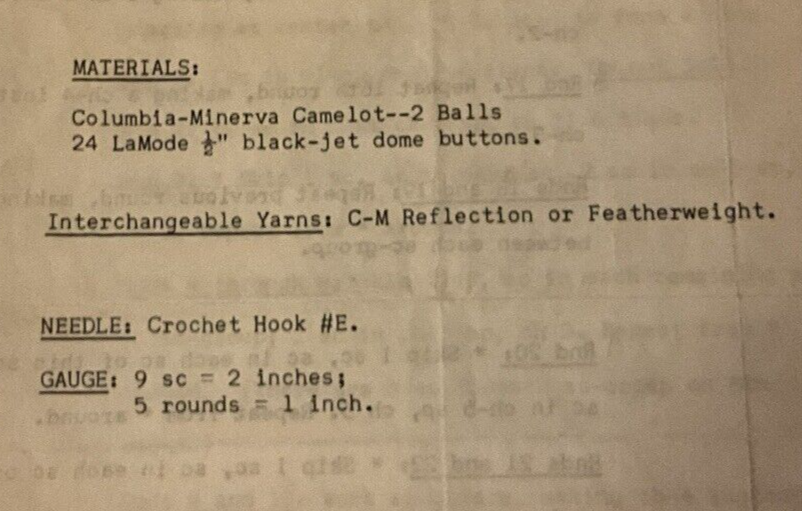 MATERIALS:
Columbia-Minerva Camelot--2 Balls
24 LaMode ½" black-jet dome buttons.
Interchangeable Yarns: C-M Reflection or Featherweight.
NEEDLE: Crochet Hook #E.
GAUGE: 9 sc = 2 inches;
5 rounds = 1 inch.